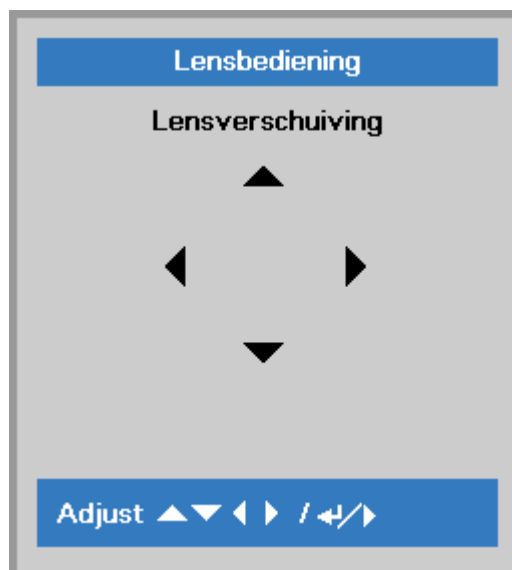 Lensbediening
Lensverschuiving
Adjust ▲▼◀ ▶ / ↵/▶